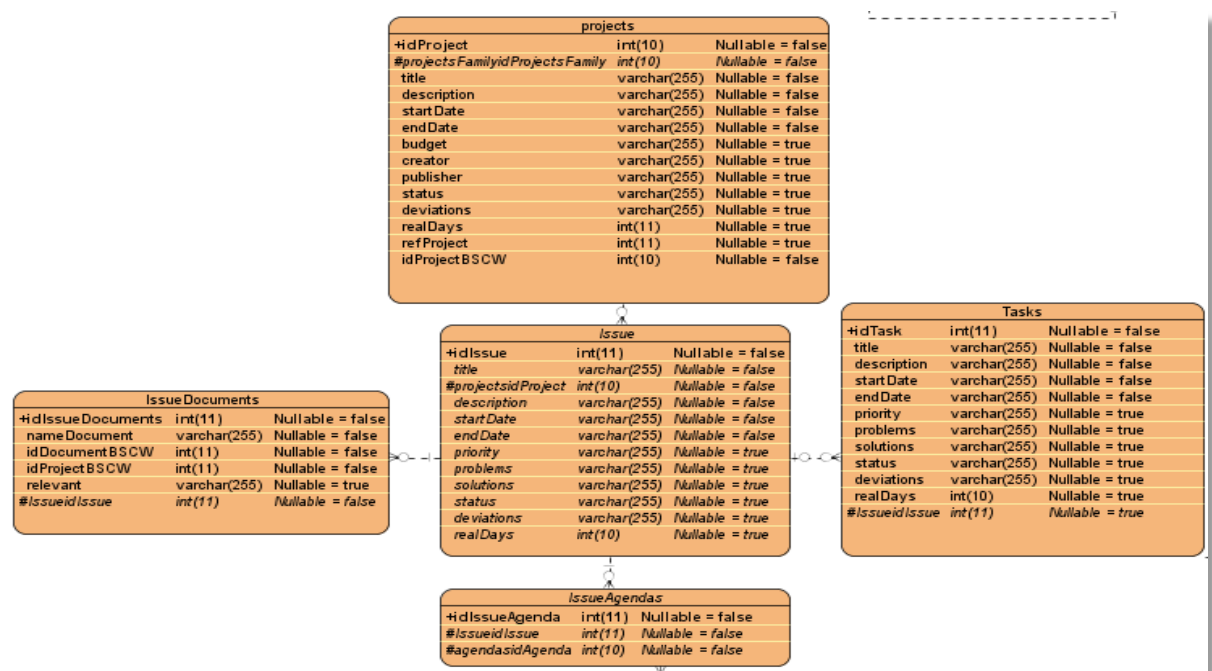 projects
+idProject int(10) Nullable = false
#projectsFamilyidProjectsFamily int(10) Nullable = false
title varchar(255) Nullable = false
description varchar(255) Nullable = false
startDate varchar(255) Nullable = false
endDate varchar(255) Nullable = false
budget varchar(255) Nullable = true
creator varchar(255) Nullable = true
publisher varchar(255) Nullable = true
status varchar(255) Nullable = true
deviations varchar(255) Nullable = true
realDays int(11) Nullable = true
refProject int(11) Nullable = true
idProjectBSCW int(10) Nullable = false
Issue
+idIssue int(11) Nullable = false
title varchar(255) Nullable = false
#projectsidProject int(10) Nullable = false
description varchar(255) Nullable = false
startDate varchar(255) Nullable = false
endDate varchar(255) Nullable = false
priority varchar(255) Nullable = true
problems varchar(255) Nullable = true
solutions varchar(255) Nullable = true
status varchar(255) Nullable = true
deviations varchar(255) Nullable = true
realDays int(10) Nullable = true
Tasks
+idTask int(11) Nullable = false
title varchar(255) Nullable = false
description varchar(255) Nullable = false
startDate varchar(255) Nullable = false
endDate varchar(255) Nullable = false
priority varchar(255) Nullable = true
problems varchar(255) Nullable = true
solutions varchar(255) Nullable = true
status varchar(255) Nullable = true
deviations varchar(255) Nullable = true
realDays int(10) Nullable = true
#IssueidIssue int(11) Nullable = true
IssueDocuments
+idIssueDocuments int(11) Nullable = false
nameDocument varchar(255) Nullable = false
idDocumentBSCW int(11) Nullable = false
idProjectBSCW int(11) Nullable = false
relevant varchar(255) Nullable = true
#IssueidIssue int(11) Nullable = false
IssueAgendas
+idIssueAgenda int(11) Nullable = false
#IssueidIssue int(11) Nullable = false
#agendasidAgenda int(10) Nullable = false